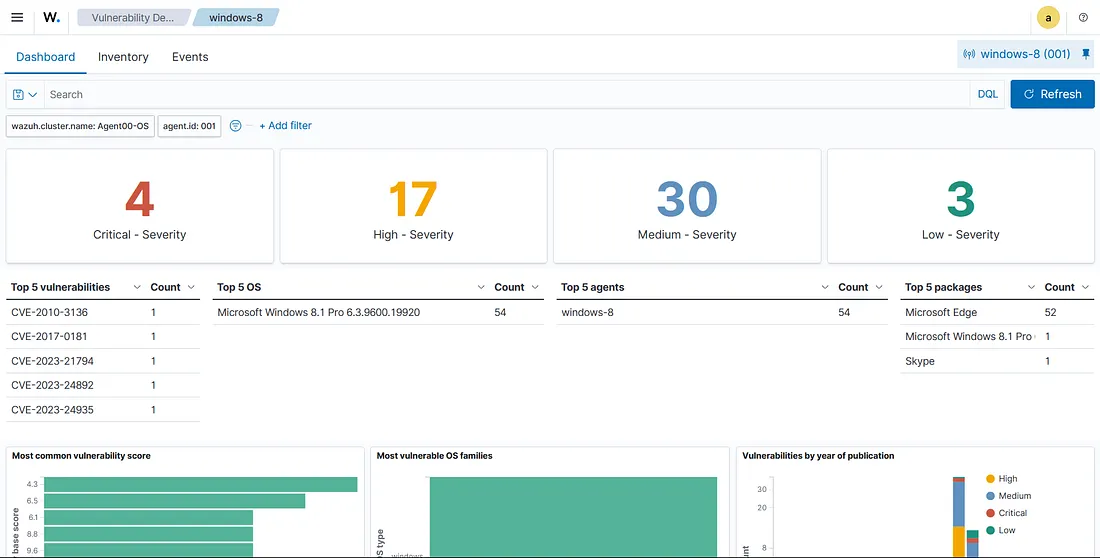 W. Vulnerability De... windows-8 a
Dashboard Inventory Events windows-8 (001)
Search DQL Refresh
wazuh.cluster.name: Agent00-OS agent.id: 001 + Add filter
4 17 30 3
Critical - Severity High - Severity Medium - Severity Low - Severity
Top 5 vulnerabilities Count Top 5 OS Count Top 5 agents Count Top 5 packages Count
CVE-2010-3136 1 Microsoft Windows 8.1 Pro 6.3.9600.19920 54 windows-8 54 Microsoft Edge 52
CVE-2017-0181 1 Microsoft Windows 8.1 Pro 1
CVE-2023-21794 1 Skype 1
CVE-2023-24892 1
CVE-2023-24935 1
Most common vulnerability score Most vulnerable OS families Vulnerabilities by year of publication
4.3 High
30
6.5 Medium
20
6.1 Critical
8.8 Low
9.6 windows 8
base score